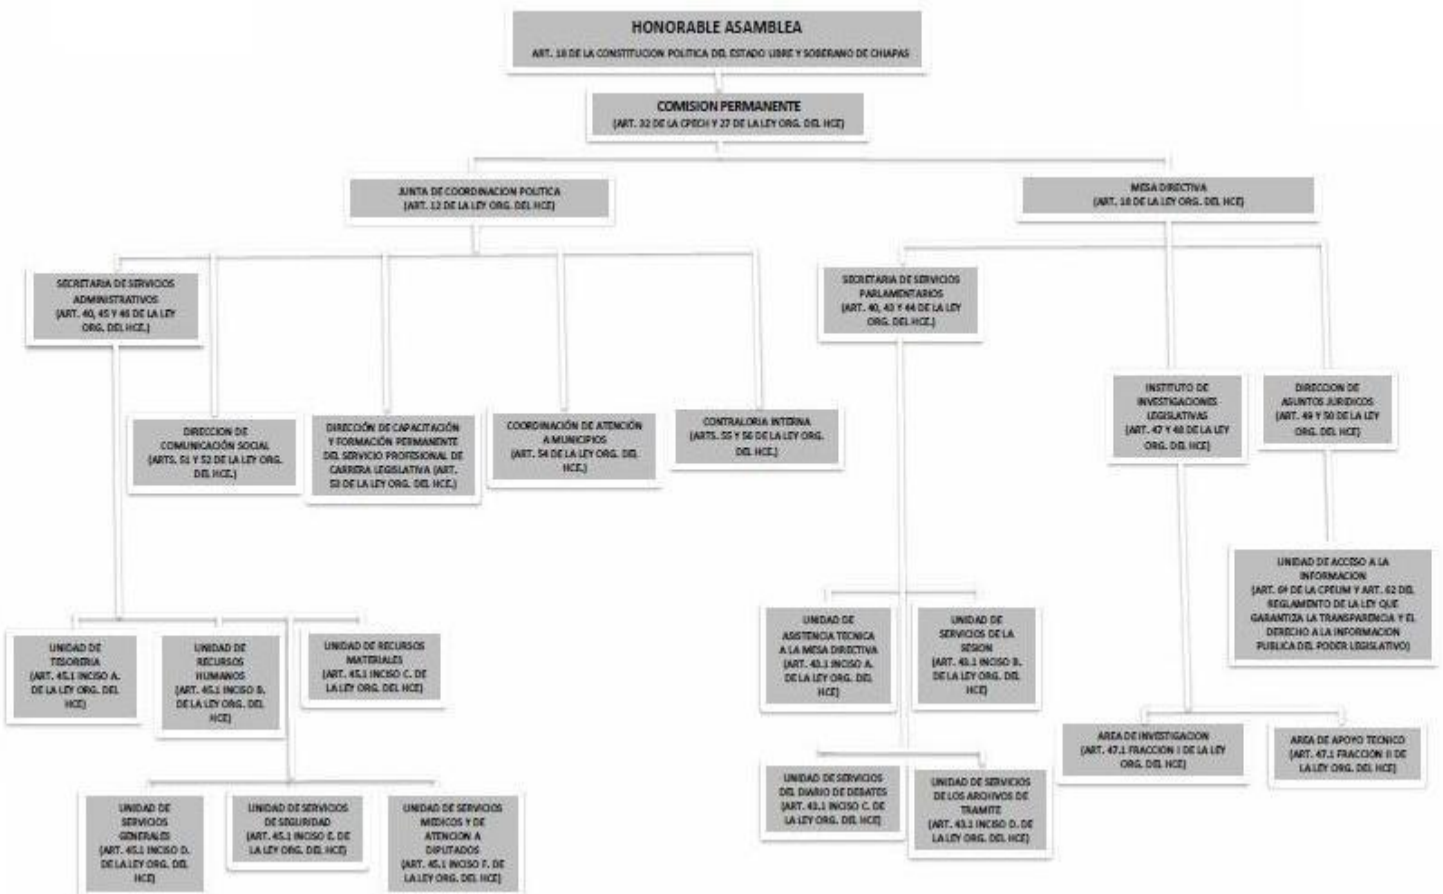 HONORABLE ASAMBLEA
ART. 18 DE LA CONSTITUCION POLITICA DEL ESTADO LIBRE Y SOBERANO DE CHIAPAS
COMISION PERMANENTE
(ART. 32 DE LA CPECH Y 27 DE LA LEY ORG. DEL HCE)
JUNTA DE COORDINACION POLITICA
(ART. 12 DE LA LEY ORG. DEL HCE)
MESA DIRECTIVA
(ART. 18 DE LA LEY ORG. DEL HCE)
SECRETARIA DE SERVICIOS
ADMINISTRATIVOS
(ART. 40, 45 Y 46 DE LA LEY
ORG. DEL HCE.)
SECRETARIA DE SERVICIOS
PARLAMENTARIOS
(ART. 40, 43 Y 44 DE LA LEY
ORG. DEL HCE.)
DIRECCION DE
COMUNICACIÓN SOCIAL
(ARTS. 51 Y 52 DE LA LEY ORG.
DEL HCE.)
DIRECCIÓN DE CAPACITACIÓN
Y FORMACIÓN PERMANENTE
DEL SERVICIO PROFESIONAL DE
CARRERA LEGISLATIVA (ART.
53 DE LA LEY ORG. DEL HCE.)
COORDINACIÓN DE ATENCIÓN
A MUNICIPIOS
(ART. 54 DE LA LEY ORG. DEL
HCE.)
CONTRALORIA INTERNA
(ARTS. 55 Y 56 DE LA LEY ORG.
DEL HCE.)
INSTITUTO DE
INVESTIGACIONES
LEGISLATIVAS
(ART. 47 Y 48 DE LA LEY
ORG. DEL HCE)
DIRECCION DE
ASUNTOS JURIDICOS
(ART. 49 Y 50 DE LA LEY
ORG. DEL HCE)
UNIDAD DE ACCESO A LA
INFORMACION
(ART. 6º DE LA CPEUM Y ART. 62 DEL
REGLAMENTO DE LA LEY QUE
GARANTIZA LA TRANSPARENCIA Y EL
DERECHO A LA INFORMACION
PUBLICA DEL PODER LEGISLATIVO)
UNIDAD DE
TESORERIA
(ART. 45.1 INCISO A.
DE LA LEY ORG. DEL
HCE)
UNIDAD DE
RECURSOS
HUMANOS
(ART. 45.1 INCISO B.
DE LA LEY ORG. DEL
HCE)
UNIDAD DE RECURSOS
MATERIALES
(ART. 45.1 INCISO C. DE
LA LEY ORG. DEL HCE)
UNIDAD DE
ASISTENCIA TECNICA
A LA MESA DIRECTIVA
(ART. 43.1 INCISO A.
DE LA LEY ORG. DEL
HCE)
UNIDAD DE
SERVICIOS DE LA
SESION
(ART. 43.1 INCISO B.
DE LA LEY ORG. DEL
HCE)
AREA DE INVESTIGACION
(ART. 47.1 FRACCION I DE LA LEY
ORG. DEL HCE)
AREA DE APOYO TECNICO
(ART. 47.1 FRACCION II DE
LA LEY ORG. DEL HCE)
UNIDAD DE SERVICIOS
DEL DIARIO DE DEBATES
(ART. 43.1 INCISO C. DE
LA LEY ORG. DEL HCE)
UNIDAD DE SERVICIOS
DE LOS ARCHIVOS DE
TRAMITE
(ART. 43.1 INCISO D. DE
LA LEY ORG. DEL HCE)
UNIDAD DE
SERVICIOS
GENERALES
(ART. 45.1 INCISO D.
DE LA LEY ORG. DEL
HCE)
UNIDAD DE SERVICIOS
DE SEGURIDAD
(ART. 45.1 INCISO E. DE
LA LEY ORG. DEL HCE)
UNIDAD DE SERVICIOS
MEDICOS Y DE
ATENCION A
DIPUTADOS
(ART. 45.1 INCISO F. DE
LA LEY ORG. DEL HCE)